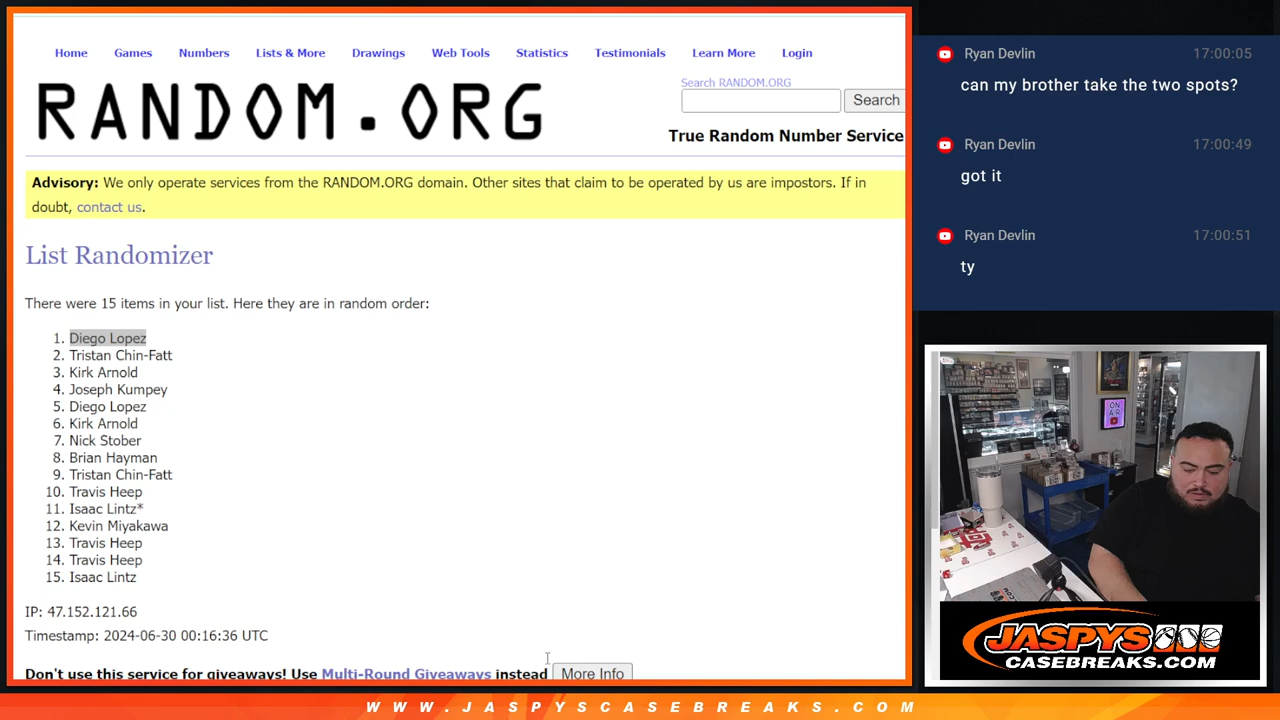 Home Games Numbers Lists & More Drawings Web Tools Statistics Testimonials Learn More Login
RANDOM.ORG
Search RANDOM.ORG
Search
True Random Number Service
Advisory: We only operate services from the RANDOM.ORG domain. Other sites that claim to be operated by us are impostors. If in
doubt, contact us.
List Randomizer
There were 15 items in your list. Here they are in random order:
1. Diego Lopez
2. Tristan Chin-Fatt
3. Kirk Arnold
4. Joseph Kumpey
5. Diego Lopez
6. Kirk Arnold
7. Nick Stober
8. Brian Hayman
9. Tristan Chin-Fatt
10. Travis Heep
11. Isaac Lintz*
12. Kevin Miyakawa
13. Travis Heep
14. Travis Heep
15. Isaac Lintz
IP: 47.152.121.66
Timestamp: 2024-06-30 00:16:36 UTC
Don't use this service for giveaways! Use Multi-Round Giveaways instead More Info
Ryan Devlin 17:00:05
can my brother take the two spots?
Ryan Devlin 17:00:49
got it
Ryan Devlin 17:00:51
ty
ON
AIR
JASPYS
CASEBREAKS.COM
WWW.JASPYSCASEBREAKS.COM